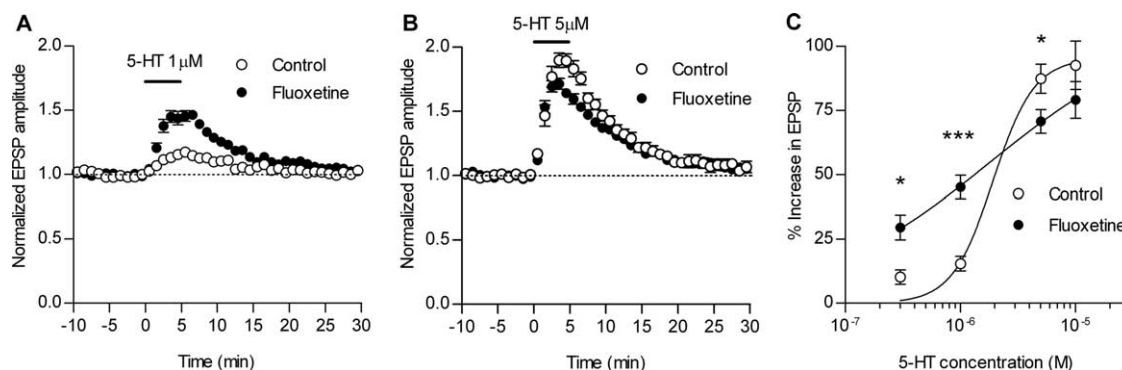 A
5-HT 1μM
Control
Fluoxetine
Normalized EPSP amplitude
2.0
1.5
1.0
0.5
0.0
-10 -5 0 5 10 15 20 25 30
Time (min)
B
5-HT 5μM
Control
Fluoxetine
Normalized EPSP amplitude
2.0
1.5
1.0
0.5
0.0
-10 -5 0 5 10 15 20 25 30
Time (min)
C
% Increase in EPSP
100
75
50
25
0
*
***
*
Control
Fluoxetine
10-7 10-6 10-5
5-HT concentration (M)